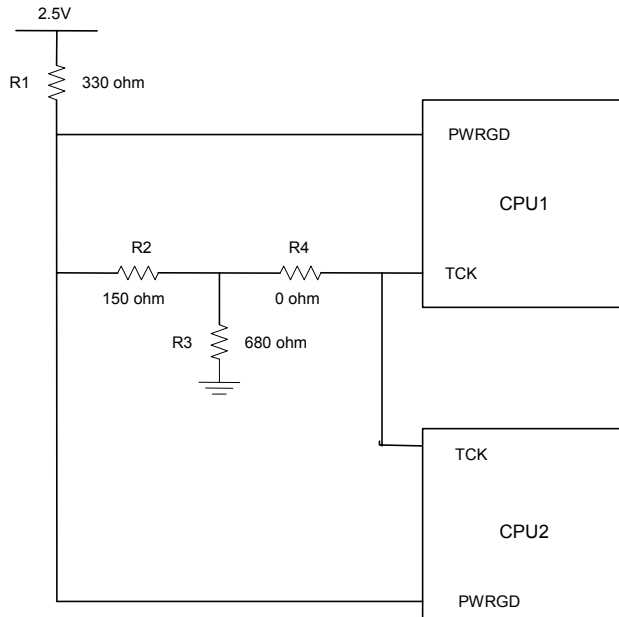 2.5V
R1
330 ohm
PWRGD
CPU1
R2
R4
TCK
150 ohm
0 ohm
R3
680 ohm
TCK
CPU2
PWRGD